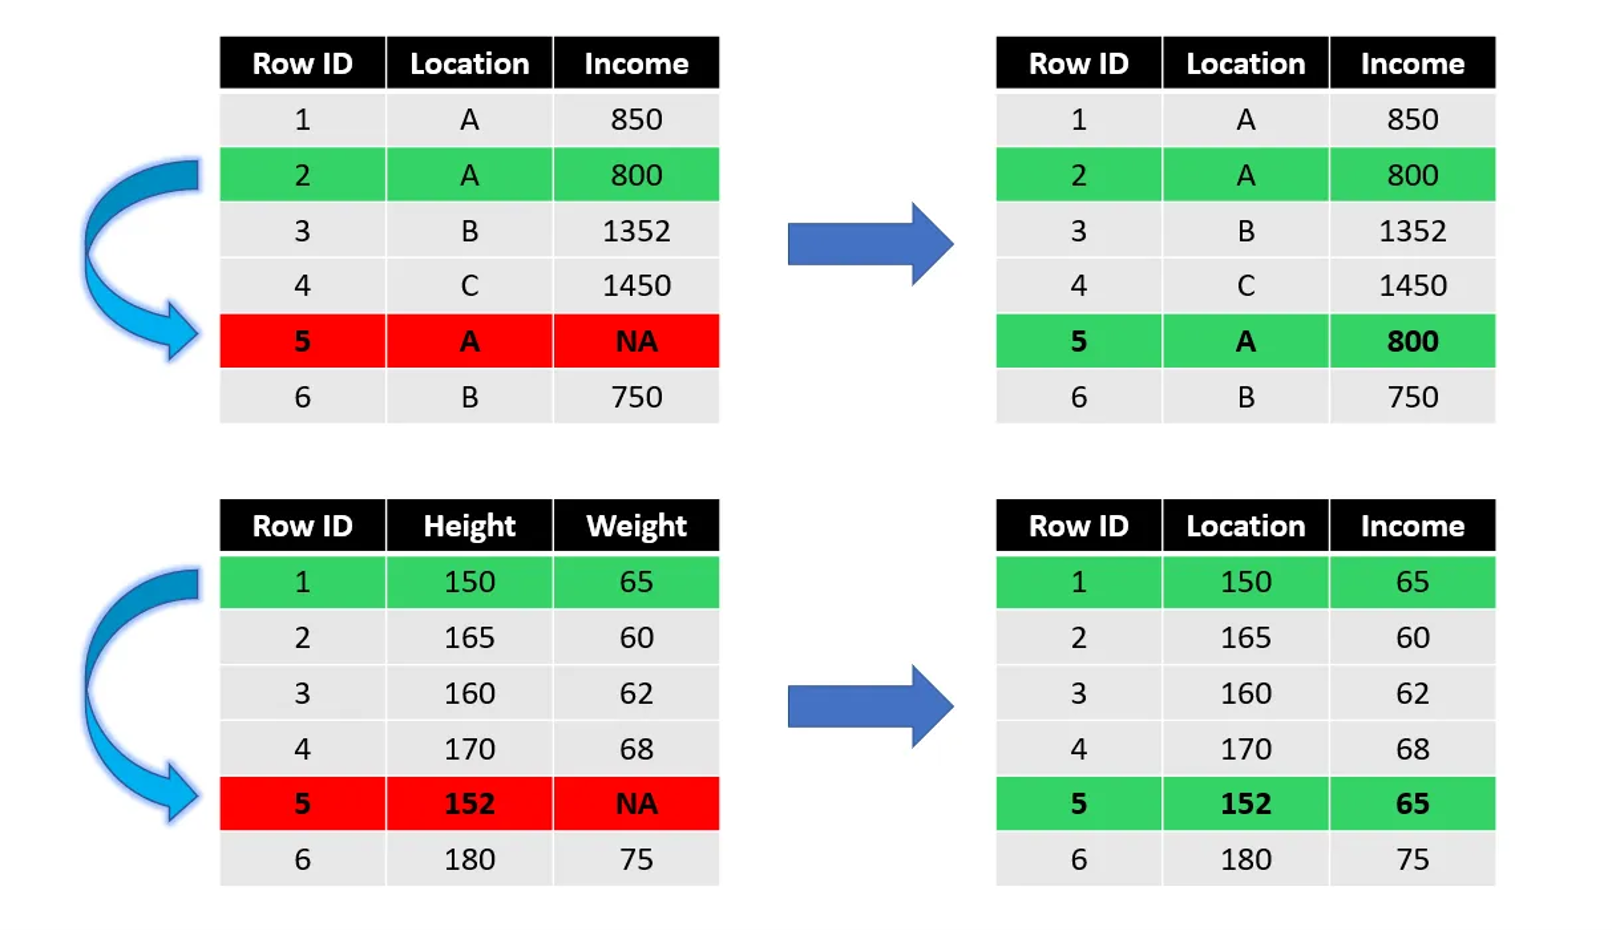 Row ID Location Income
1 A 850
2 A 800
3 B 1352
4 C 1450
5 A NA
6 B 750
Row ID Location Income
1 A 850
2 A 800
3 B 1352
4 C 1450
5 A 800
6 B 750
Row ID Height Weight
1 150 65
2 165 60
3 160 62
4 170 68
5 152 NA
6 180 75
Row ID Location Income
1 150 65
2 165 60
3 160 62
4 170 68
5 152 65
6 180 75